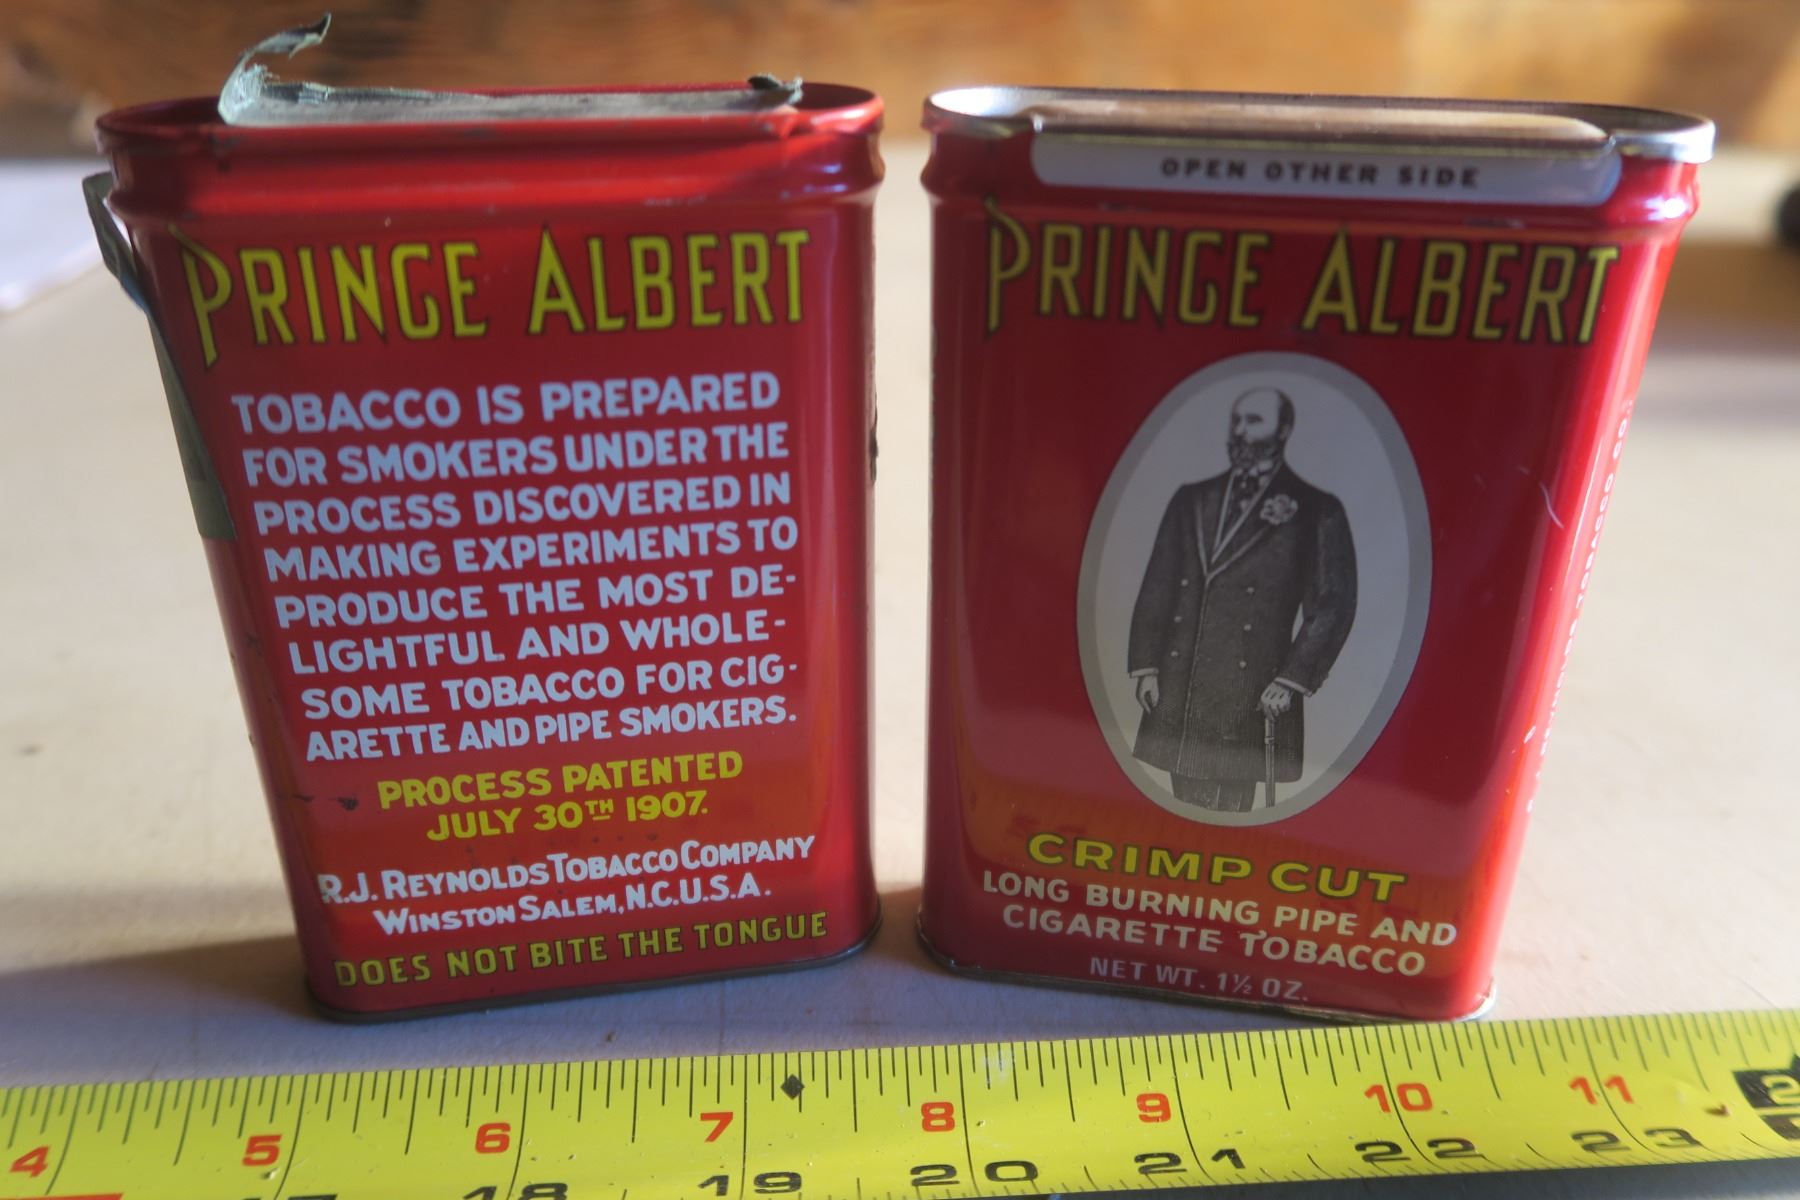 PRINCE ALBERT
TOBACCO IS PREPARED
FOR SMOKERS UNDER THE
PROCESS DISCOVERED IN
MAKING EXPERIMENTS TO
PRODUCE THE MOST DE-
LIGHTFUL AND WHOLE-
SOME TOBACCO FOR CIG-
ARETTE AND PIPE SMOKERS.
PROCESS PATENTED
JULY 30TH 1907.
R.J. REYNOLDS TOBACCO COMPANY
WINSTON SALEM, N.C. U.S.A.
DOES NOT BITE THE TONGUE
OPEN OTHER SIDE
PRINCE ALBERT
CRIMP CUT
LONG BURNING PIPE AND
CIGARETTE TOBACCO
NET WT. 1½ OZ.
TOBACCO CO.
4 5 6 7 8 9 10 11
18 19 20 21 22 23